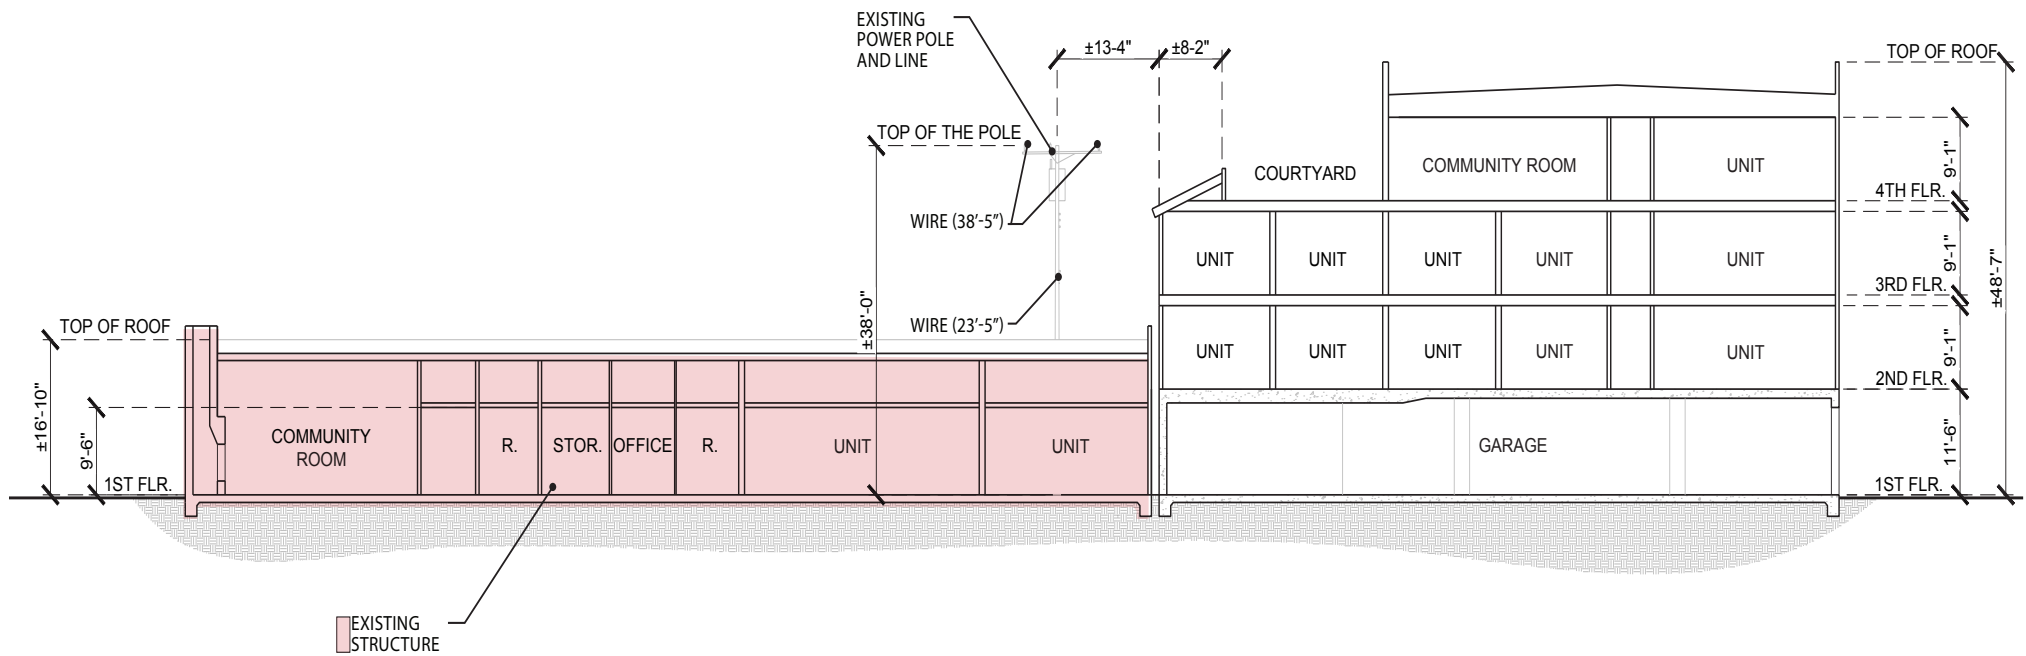 EXISTING
POWER POLE
AND LINE
±13-4"
±8-2"
TOP OF ROOF
TOP OF THE POLE
COURTYARD
COMMUNITY ROOM
UNIT
9'-1"
4TH FLR.
WIRE (38'-5")
UNIT
UNIT
UNIT
UNIT
UNIT
9'-1"
3RD FLR.
±48'-7"
±38'-0"
WIRE (23'-5")
TOP OF ROOF
UNIT
UNIT
UNIT
UNIT
UNIT
9'-1"
2ND FLR.
±16'-10"
9'-6"
COMMUNITY
ROOM
R.
STOR.
OFFICE
R.
UNIT
UNIT
GARAGE
11'-6"
1ST FLR.
1ST FLR.
EXISTING
STRUCTURE